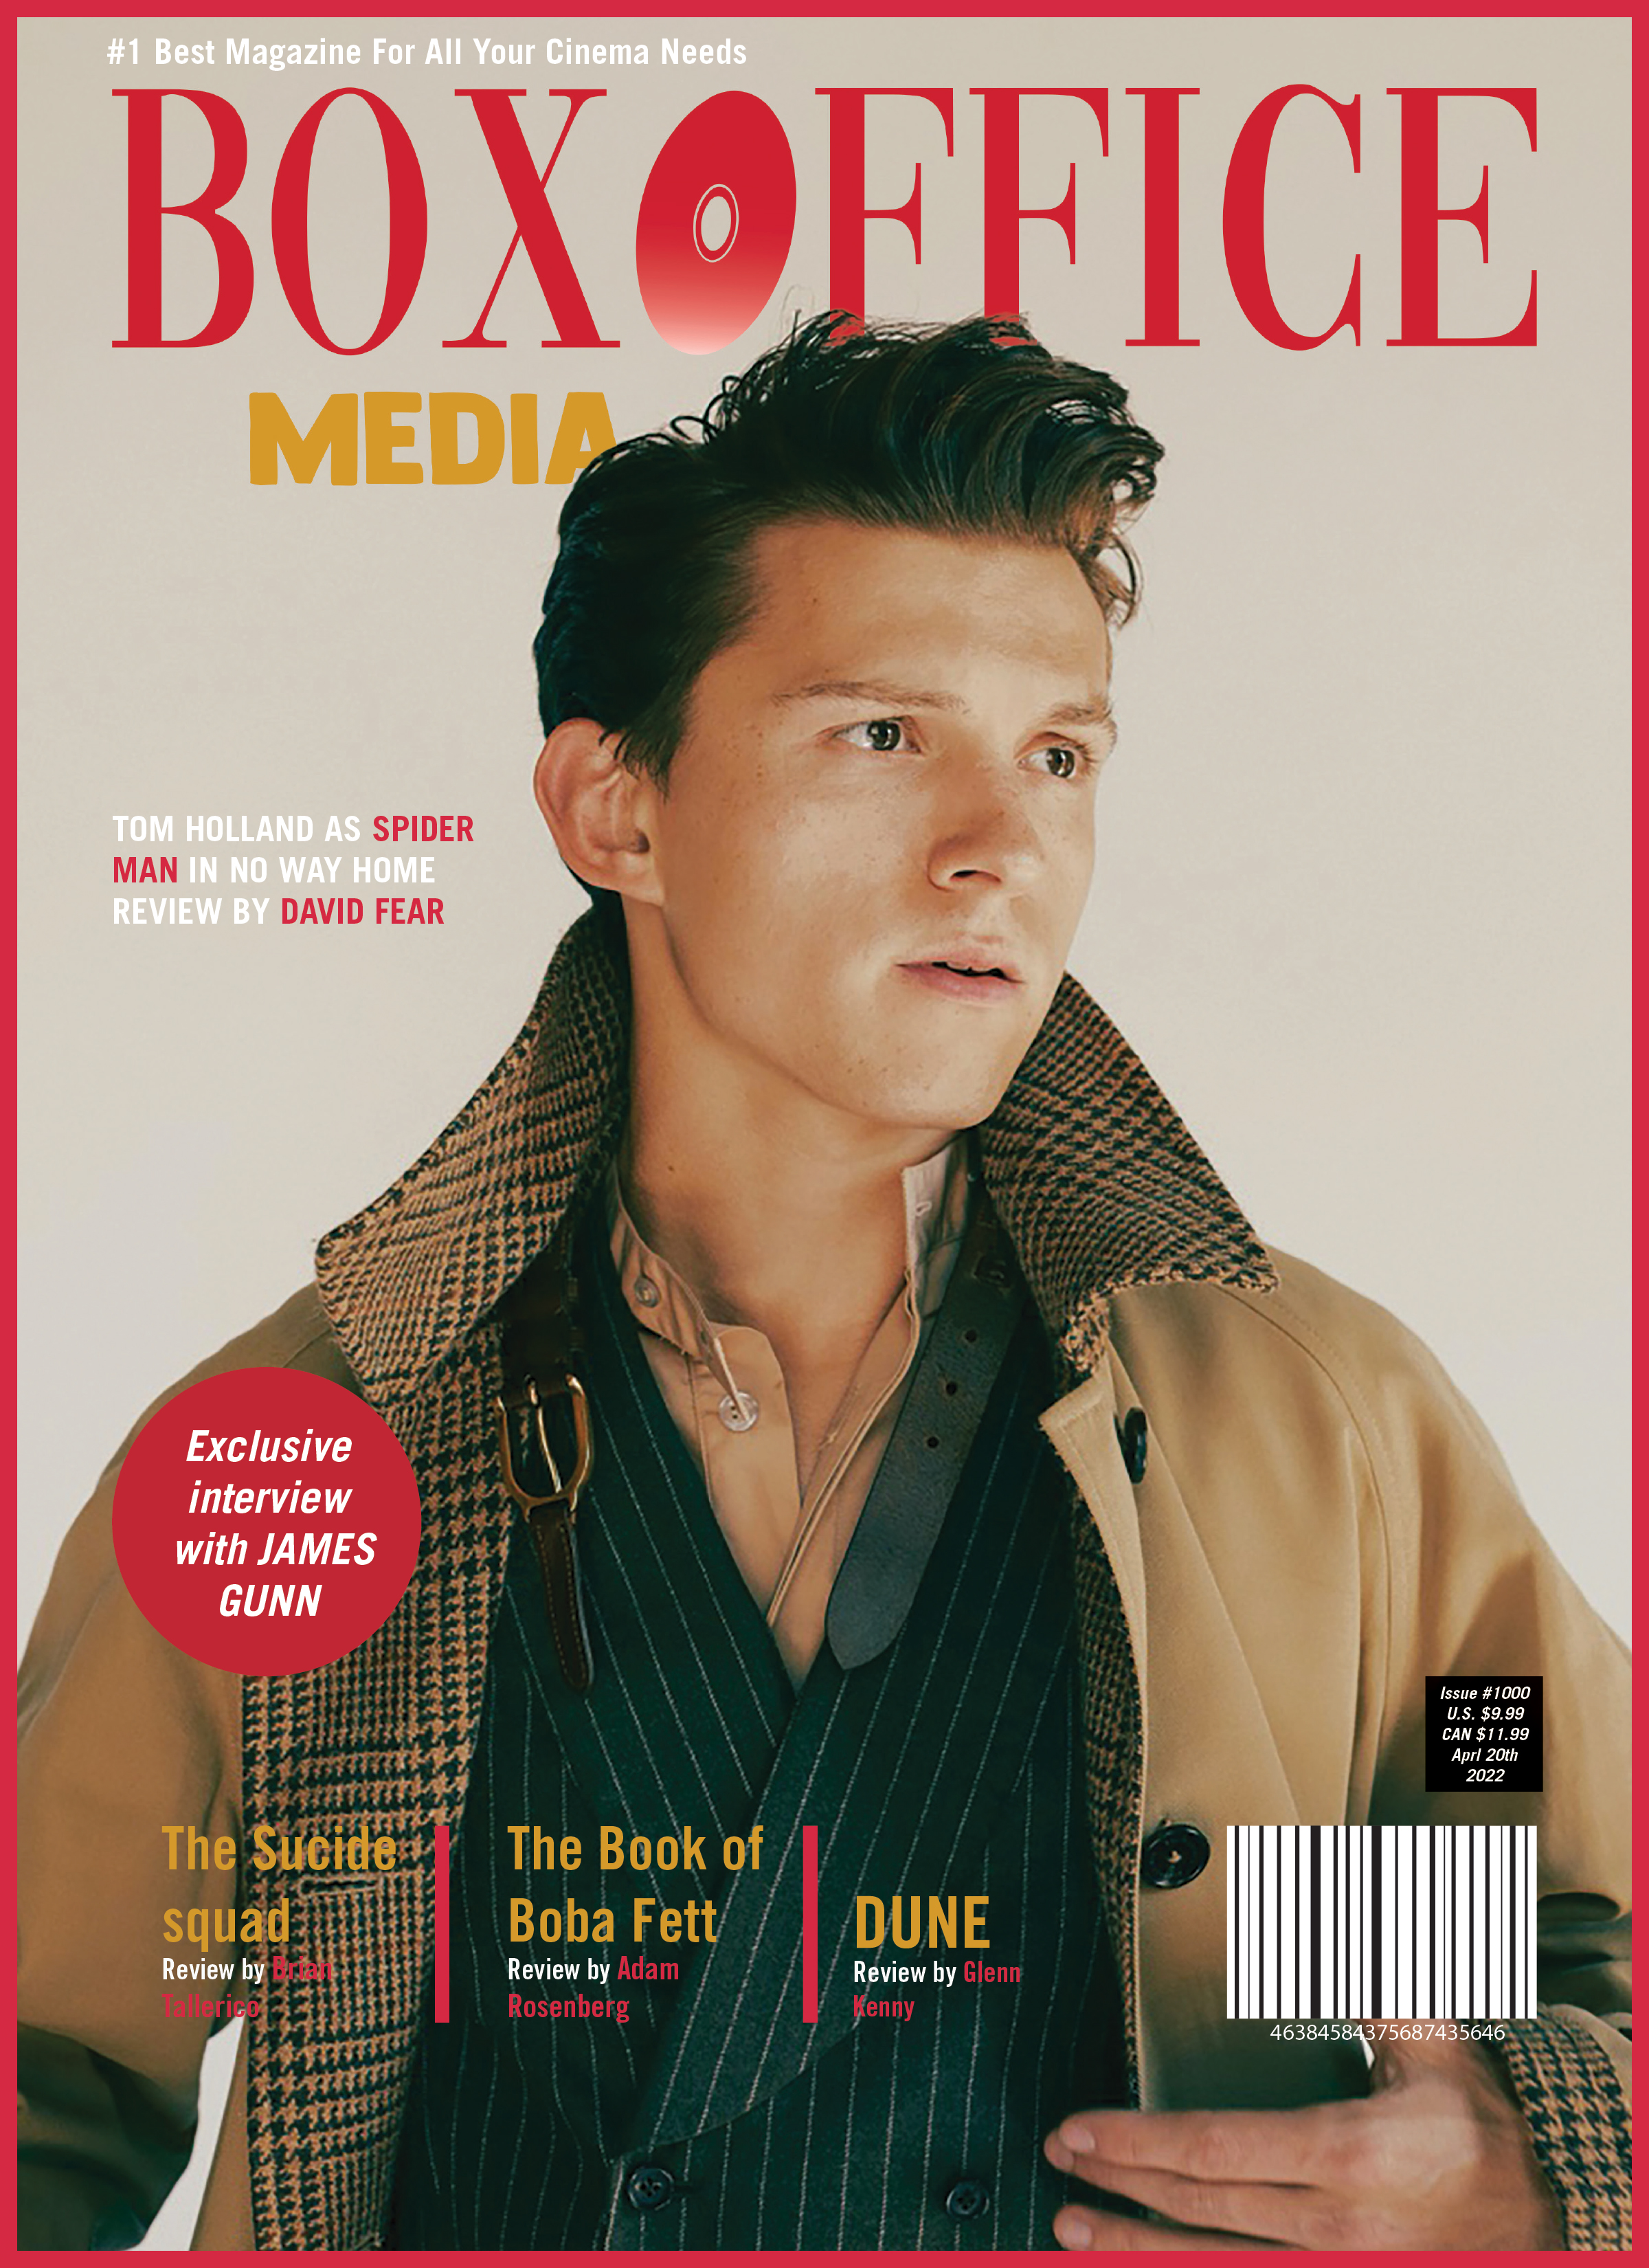 #1 Best Magazine For All Your Cinema Needs
BOX OFFICE
MEDIA
TOM HOLLAND AS SPIDER
MAN IN NO WAY HOME
REVIEW BY DAVID FEAR
Exclusive
interview
with JAMES
GUNN
Issue #1000
U.S. $9.99
CAN $11.99
Aprl 20th
2022
The Sucide
squad
Review by Brian
Tallerico
The Book of
Boba Fett
Review by Adam
Rosenberg
DUNE
Review by Glenn
Kenny
46384584375687435646